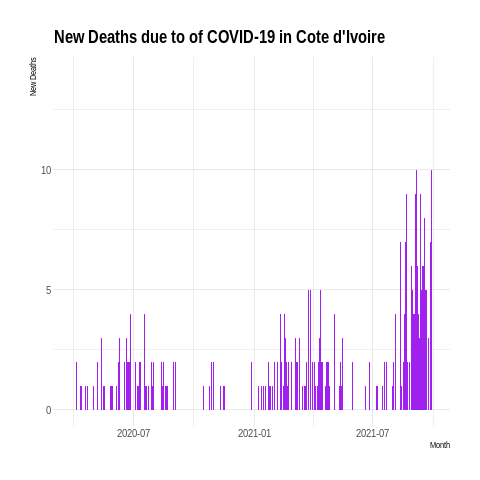 New Deaths due to of COVID-19 in Cote d'Ivoire
New Deaths
10
5
0
2020-07
2021-01
2021-07
Month